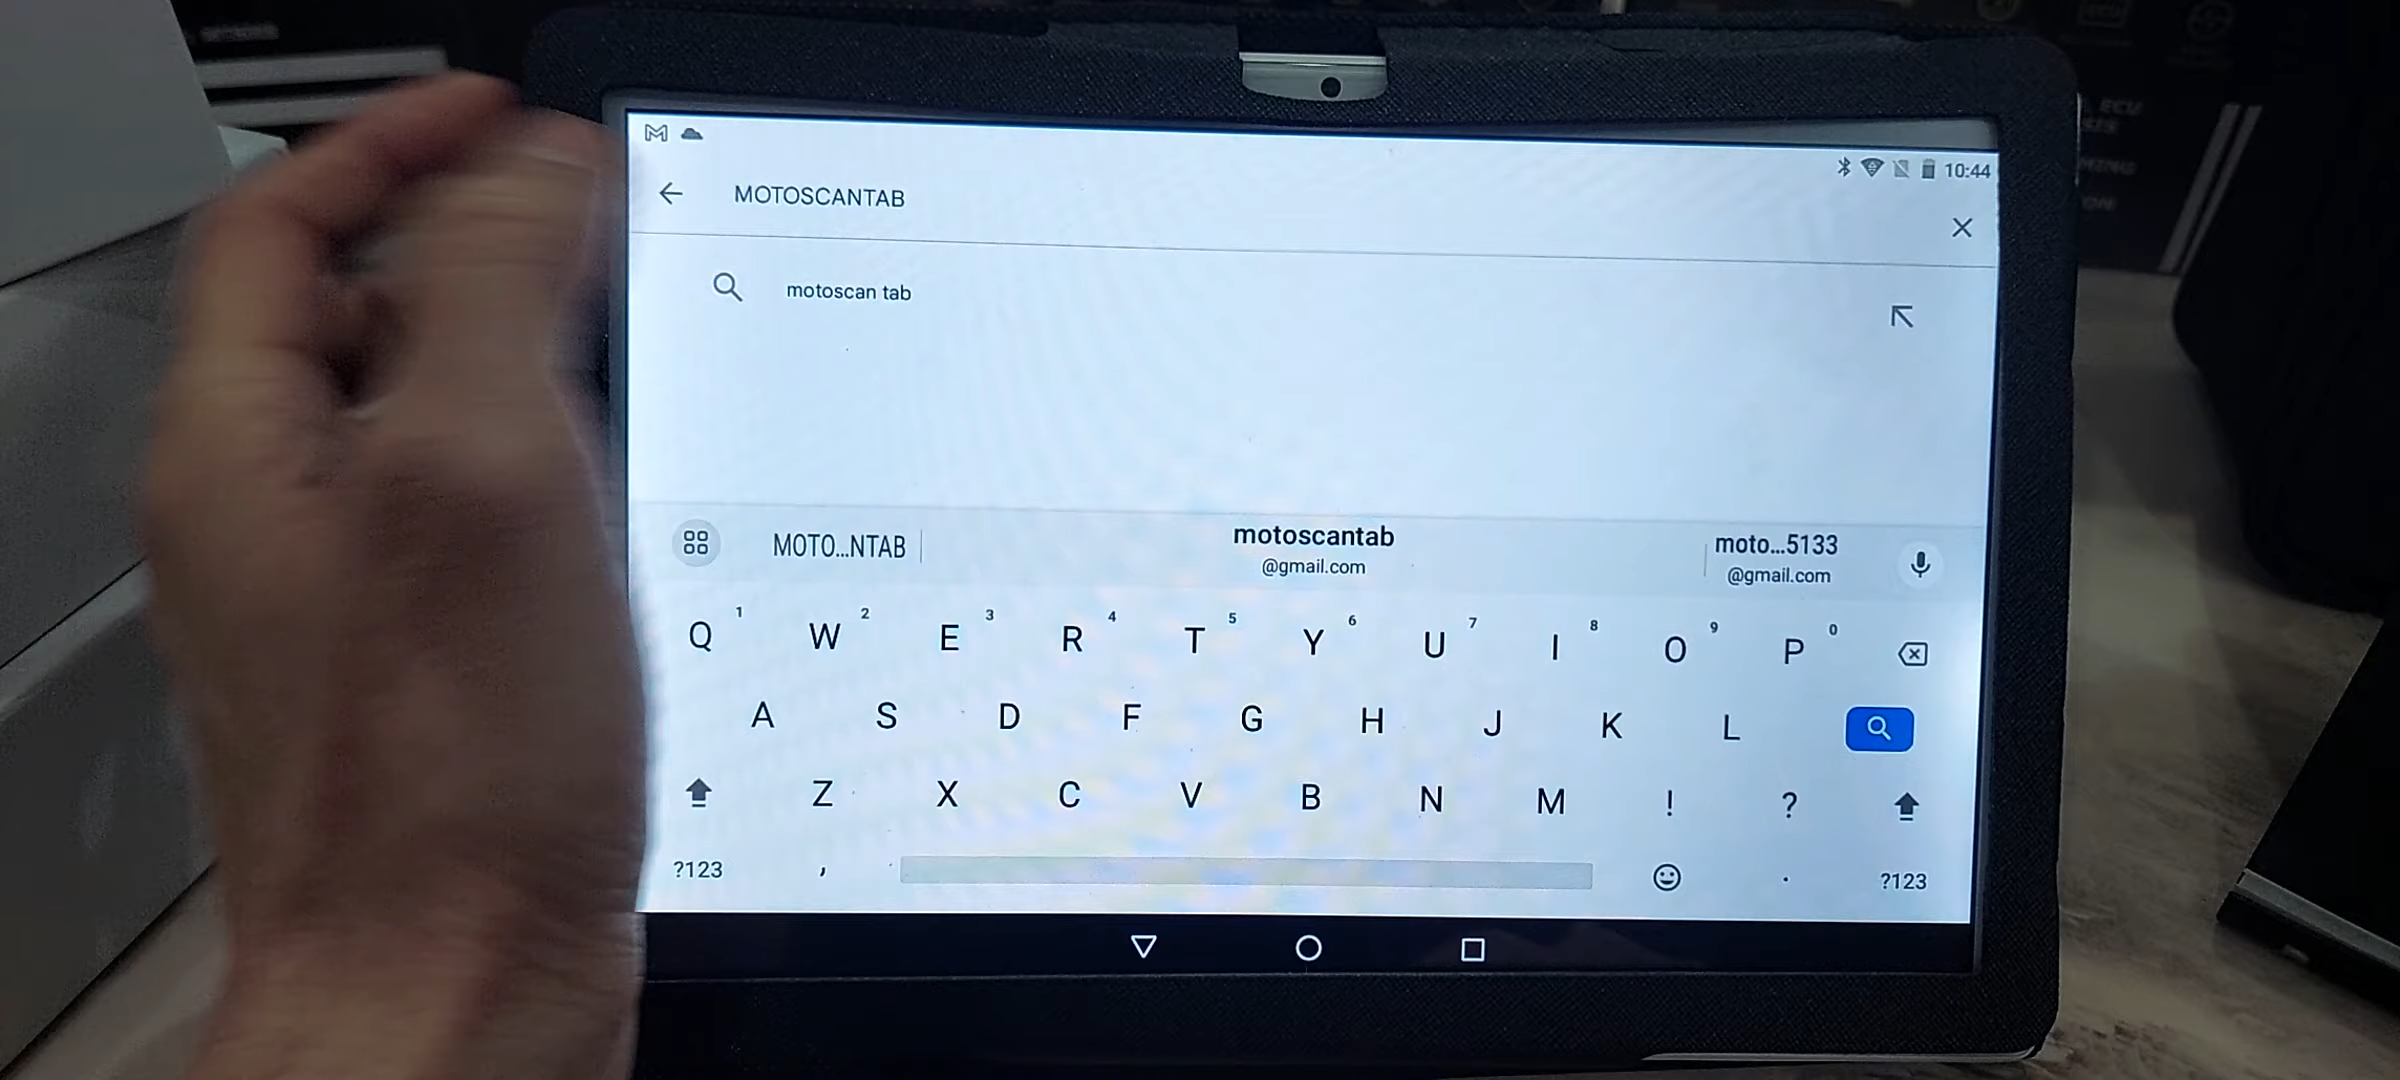 10:44
MOTOSCANTAB
motoscan tab
MOTO...NTAB motoscantab moto...5133
@gmail.com @gmail.com
1 2 3 4 5 6 7 8 9 0
Q W E R T Y U I O P
A S D F G H J K L
Z X C V B N M ! ?
?123 , . ?123
ECU